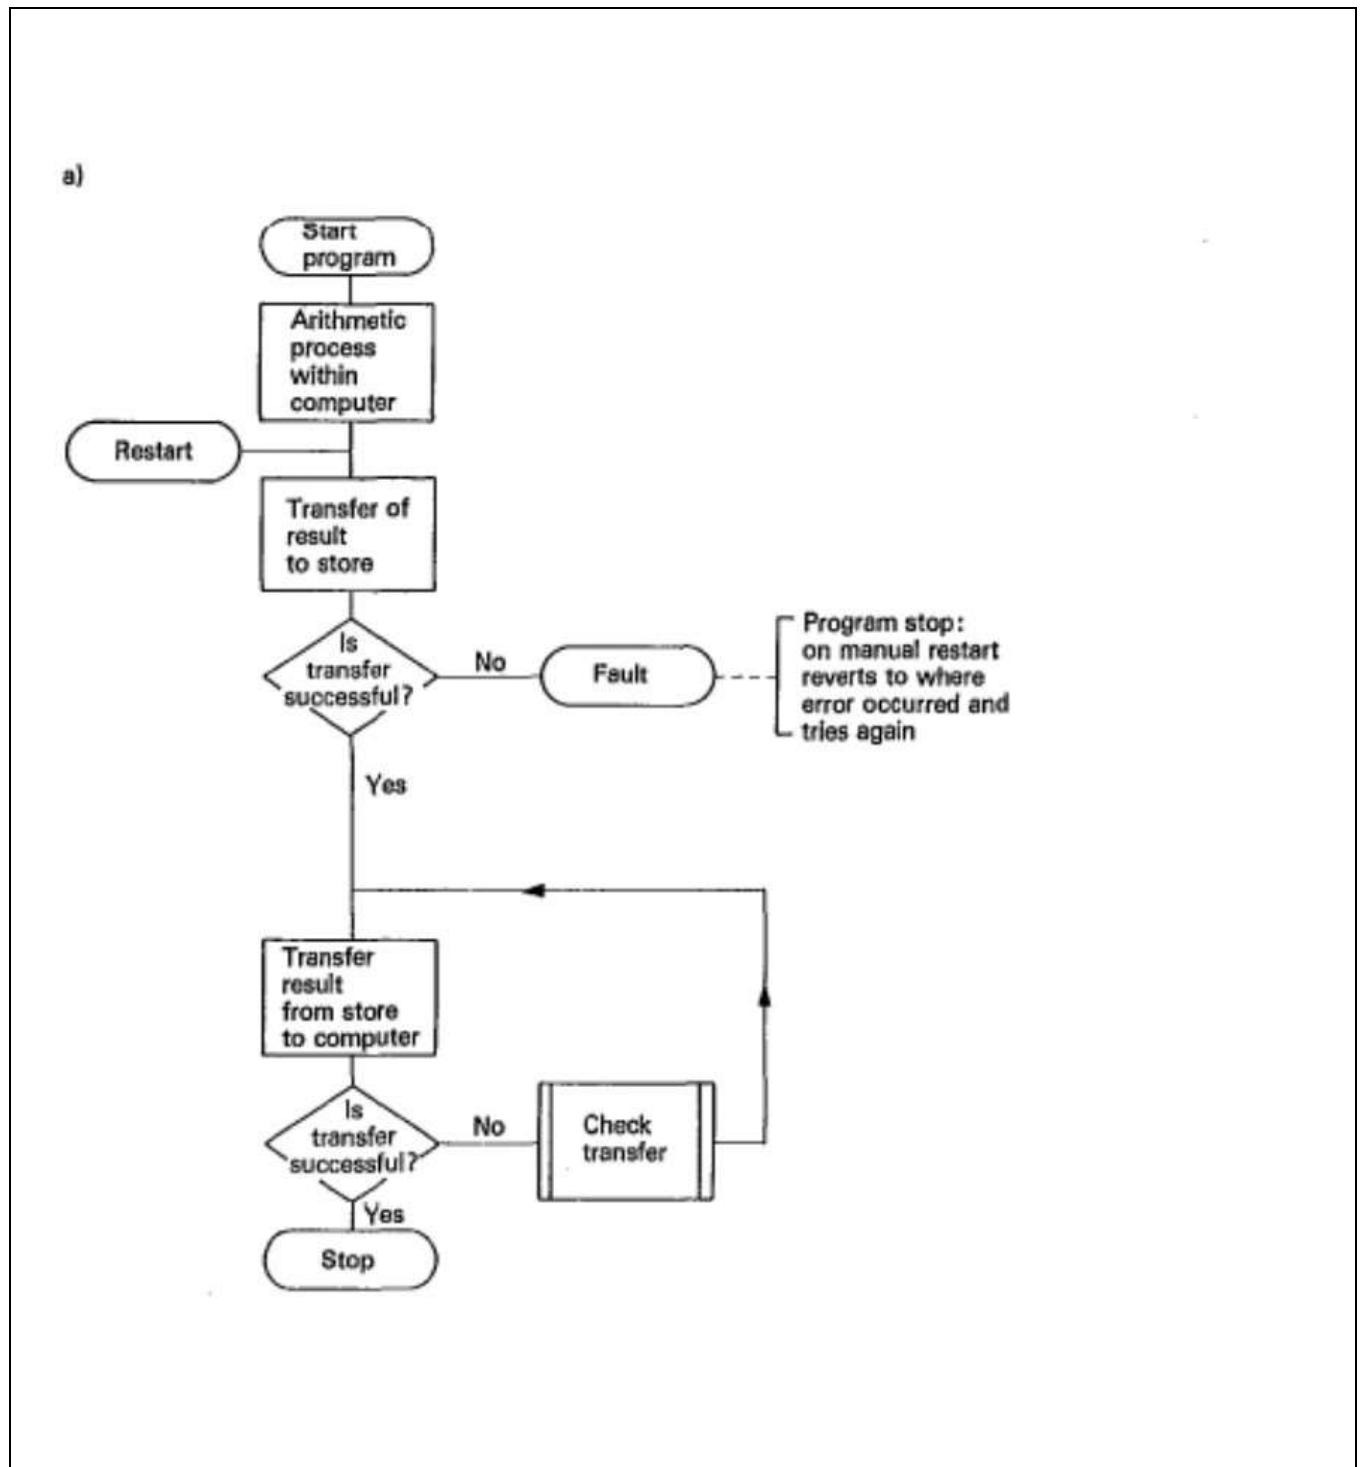 a)
Start
program
Arithmetic
process
within
computer
Restart
Transfer of
result
to store
Is
transfer
successful?
No
Fault
Program stop:
on manual restart
reverts to where
error occurred and
tries again
Yes
Transfer
result
from store
to computer
Is
transfer
successful?
No
Check
transfer
Yes
Stop